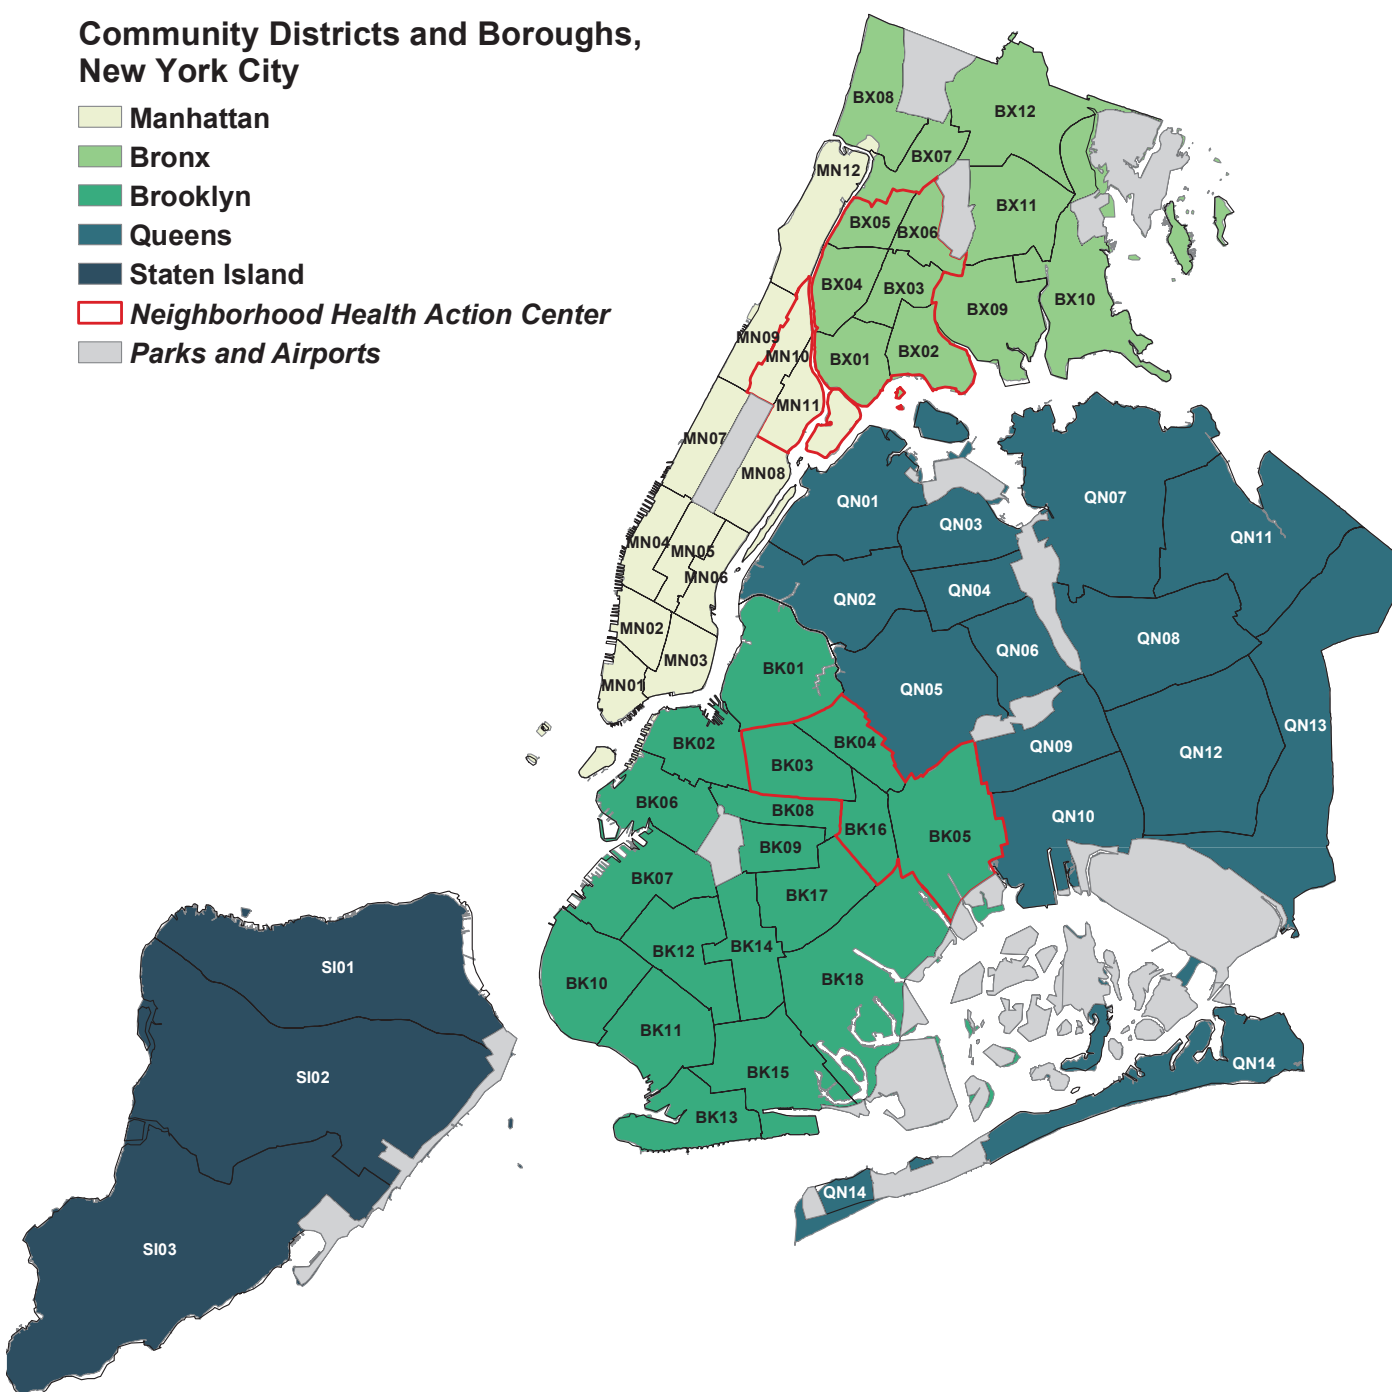 Community Districts and Boroughs,
New York City
Manhattan
Bronx
Brooklyn
Queens
Staten Island
Neighborhood Health Action Center
Parks and Airports
BX08
BX12
BX07
MN12
BX11
BX05
BX06
BX04
BX03
BX10
BX09
MN09
MN10
BX01
BX02
MN11
MN07
MN08
QN01
QN07
QN03
QN11
MN04
MN05
MN06
QN04
QN02
MN02
QN08
QN06
MN03
BK01
MN01
QN05
QN13
BK02
BK04
QN09
QN12
BK03
BK06
BK08
QN10
BK16
BK05
BK09
BK07
BK17
BK14
BK12
SI01
BK18
BK10
BK11
QN14
BK15
SI02
BK13
QN14
SI03